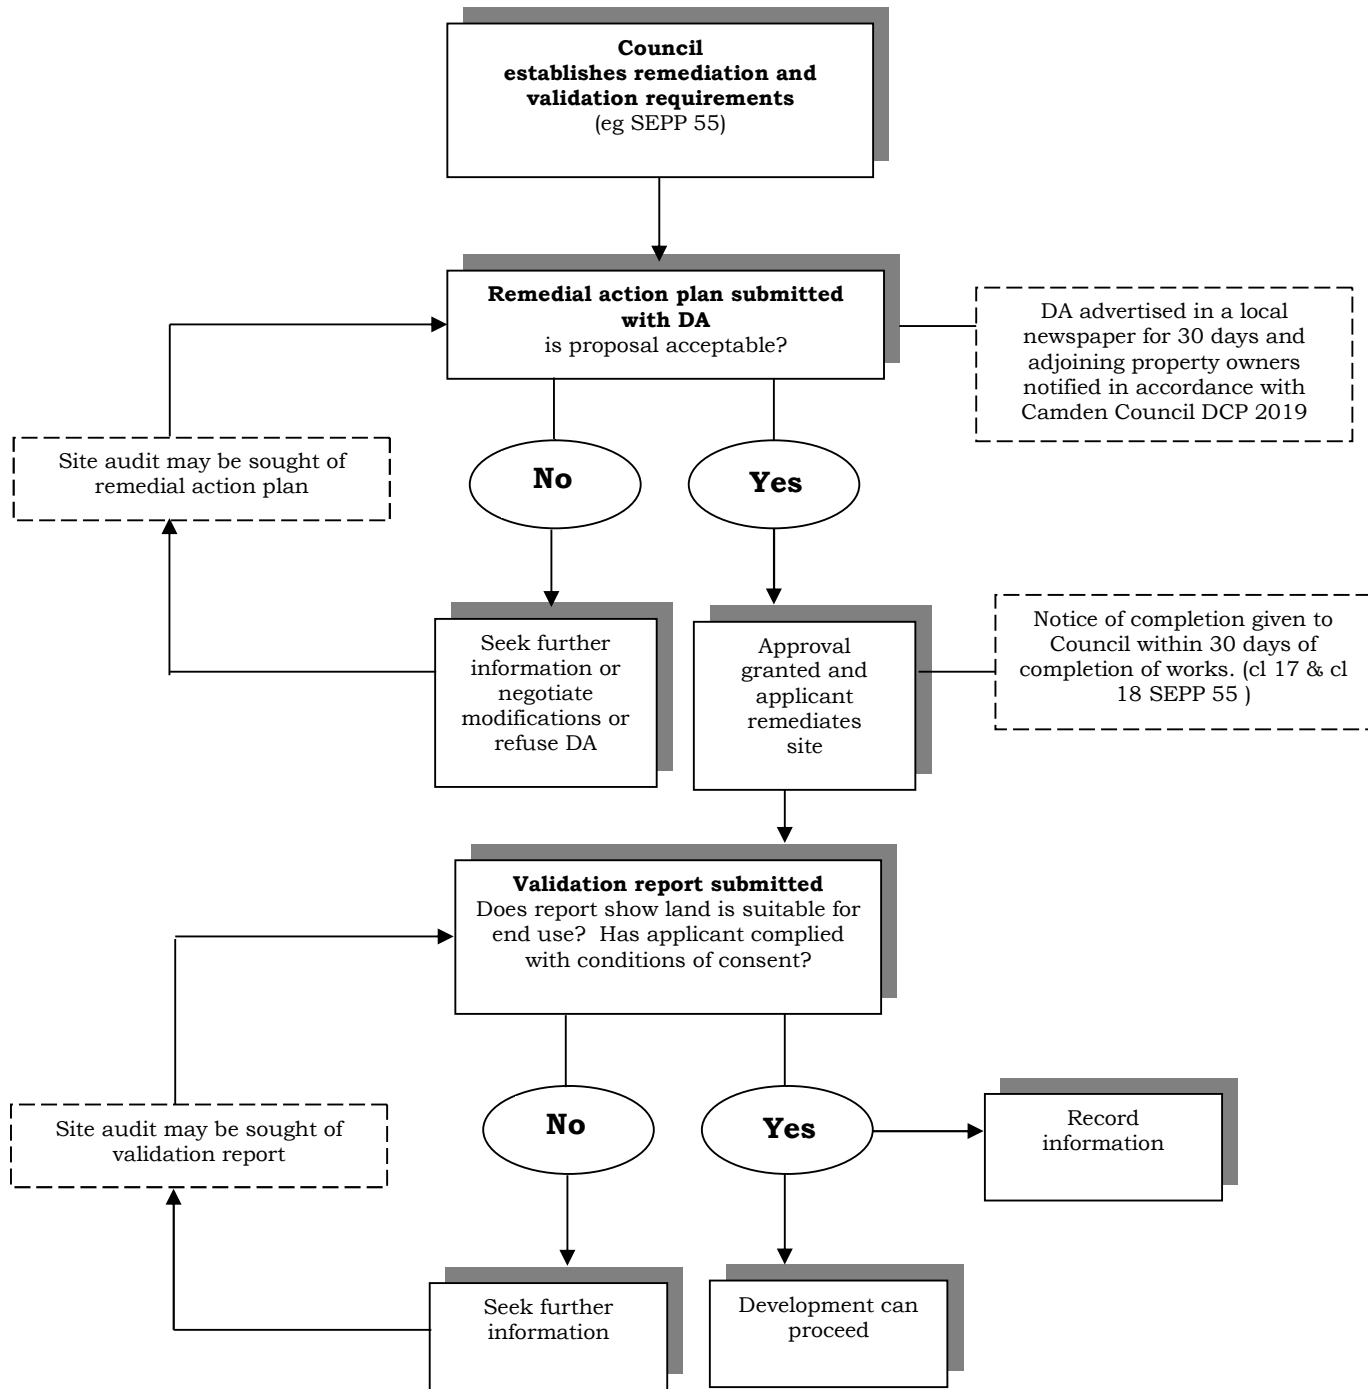 Council
establishes remediation and
validation requirements
(eg SEPP 55)
Remedial action plan submitted
with DA
is proposal acceptable?
DA advertised in a local
newspaper for 30 days and
adjoining property owners
notified in accordance with
Camden Council DCP 2019
Site audit may be sought of
remedial action plan
No
Yes
Seek further
information or
negotiate
modifications or
refuse DA
Approval
granted and
applicant
remediates
site
Notice of completion given to
Council within 30 days of
completion of works. (cl 17 & cl
18 SEPP 55 )
Validation report submitted
Does report show land is suitable for
end use? Has applicant complied
with conditions of consent?
Site audit may be sought of
validation report
No
Yes
Record
information
Seek further
information
Development can
proceed